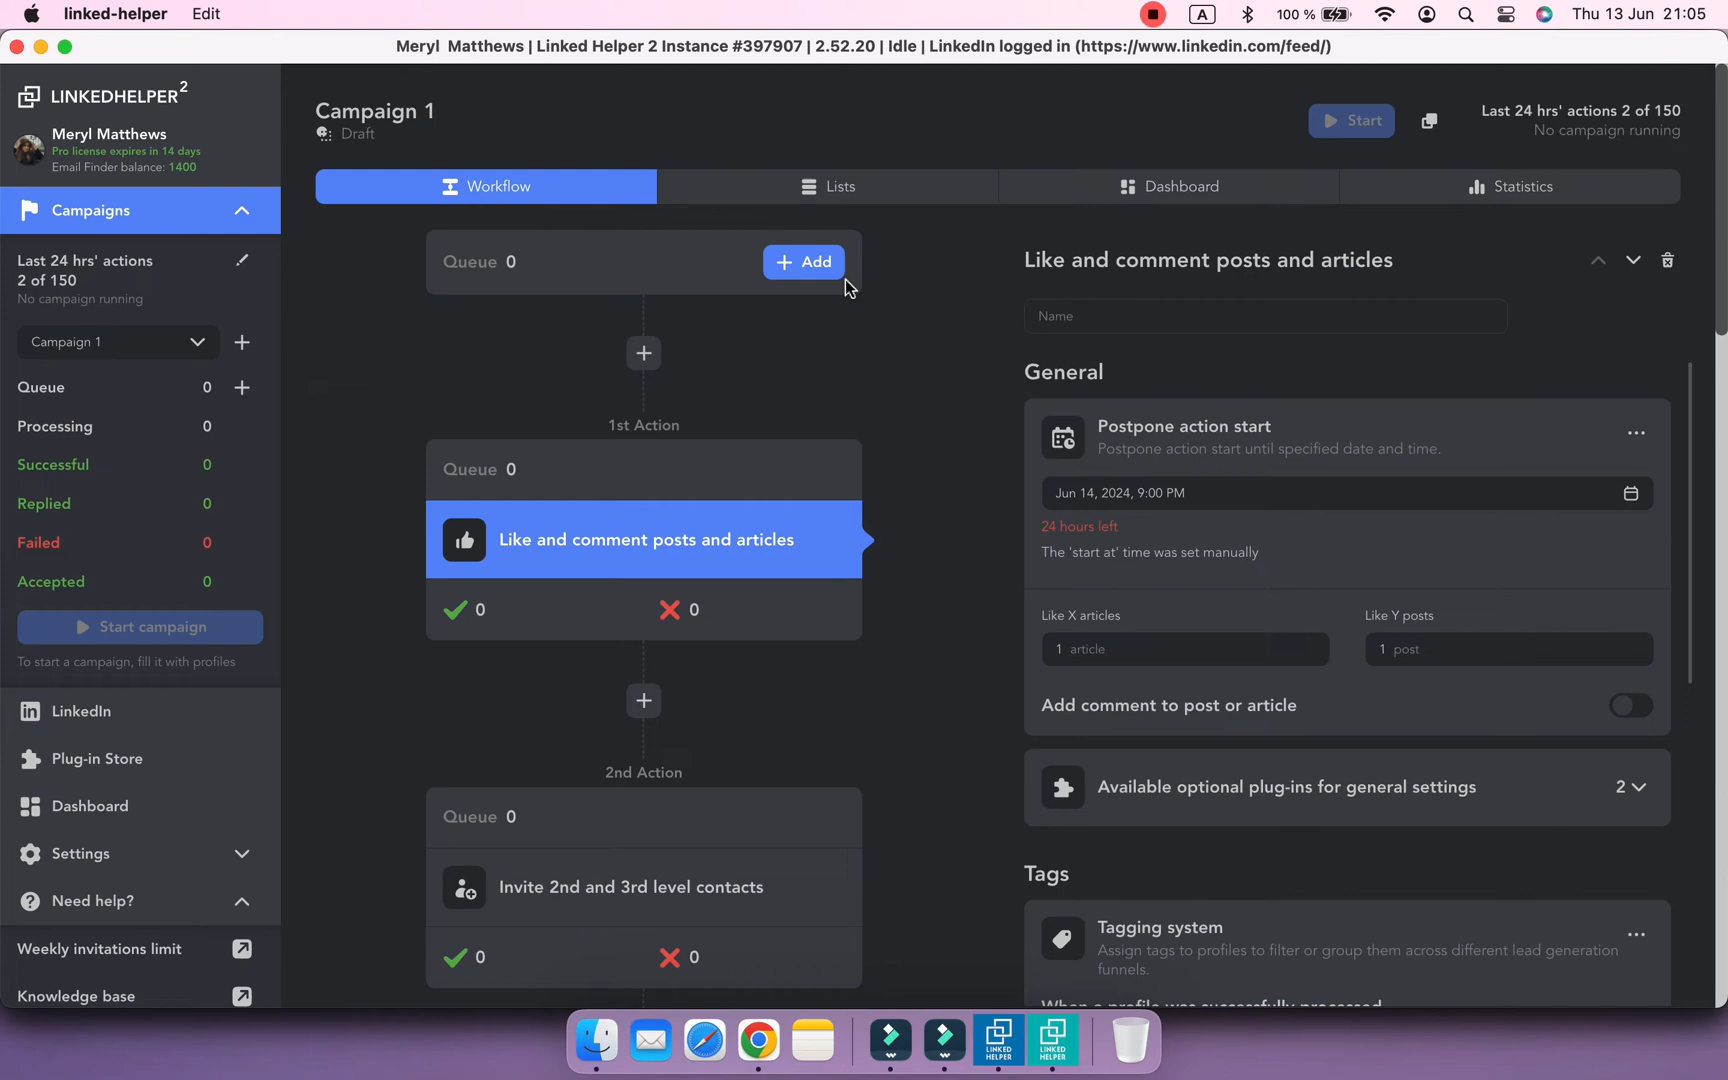 linked-helper Edit
A 100 % Thu 13 Jun 21:05
Meryl Matthews | Linked Helper 2 Instance #397907 | 2.52.20 | Idle | LinkedIn logged in (https://www.linkedin.com/feed/)
LINKEDHELPER2
Meryl Matthews
Pro license expires in 14 days
Email Finder balance: 1400
Campaigns
Last 24 hrs' actions
2 of 150
No campaign running
Campaign 1
Queue 0
Processing 0
Successful 0
Replied 0
Failed 0
Accepted 0
Start campaign
To start a campaign, fill it with profiles
LinkedIn
Plug-in Store
Dashboard
Settings
Need help?
Weekly invitations limit
Knowledge base
Campaign 1
Draft
Start
Last 24 hrs' actions 2 of 150
No campaign running
Workflow Lists Dashboard Statistics
Queue 0 + Add
1st Action
Queue 0
Like and comment posts and articles
0 0
2nd Action
Queue 0
Invite 2nd and 3rd level contacts
0 0
Like and comment posts and articles
Name
General
Postpone action start
Postpone action start until specified date and time.
Jun 14, 2024, 9:00 PM
24 hours left
The 'start at' time was set manually
Like X articles Like Y posts
1 article 1 post
Add comment to post or article
Available optional plug-ins for general settings 2
Tags
Tagging system
Assign tags to profiles to filter or group them across different lead generation
funnels.
When a profile was successfully processed
LINKED
HELPER
LINKED
HELPER